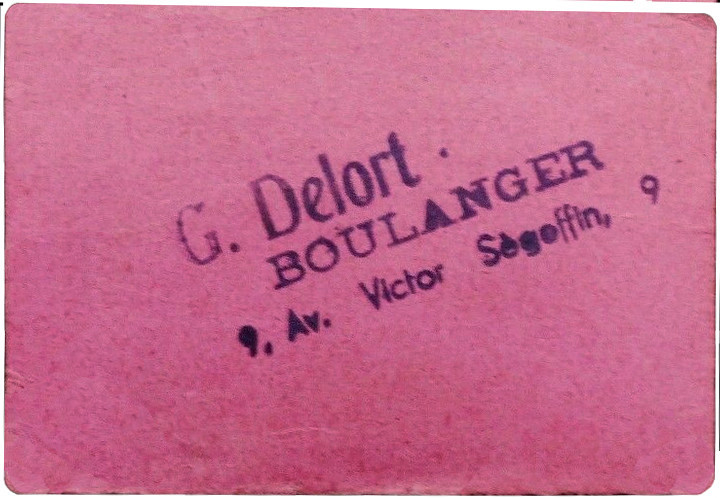 G. Delort.
BOULANGER
9, Av. Victor Ségoffin, 9